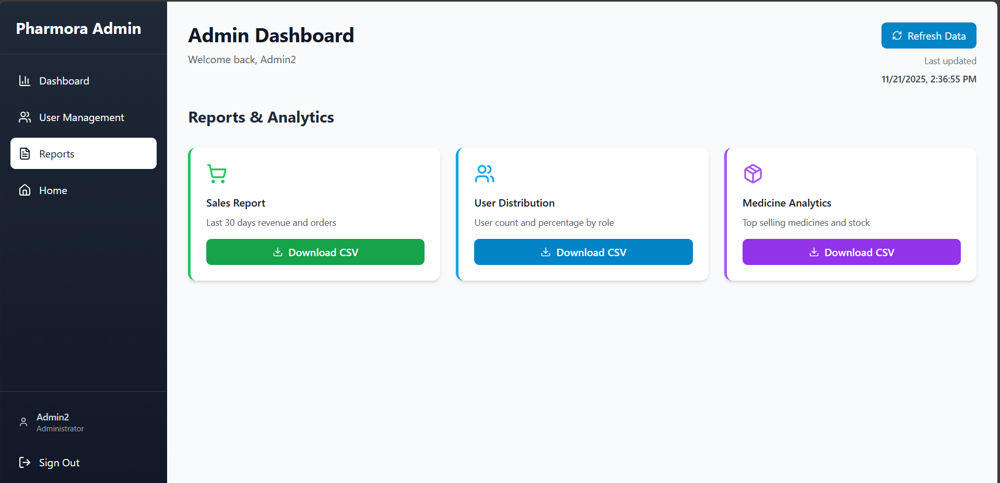 Pharmora Admin
Dashboard
User Management
Reports
Home
Admin2
Administrator
Sign Out
Admin Dashboard
Welcome back, Admin2
Refresh Data
Last updated
11/21/2025, 2:36:55 PM
Reports & Analytics
Sales Report
Last 30 days revenue and orders
Download CSV
User Distribution
User count and percentage by role
Download CSV
Medicine Analytics
Top selling medicines and stock
Download CSV